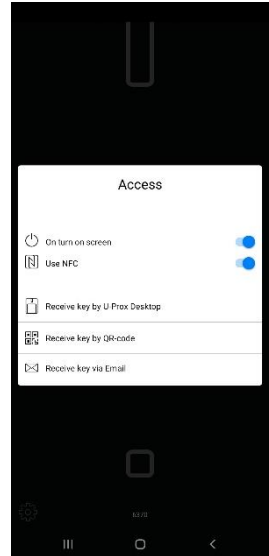 Access
On turn on screen
Use NFC
Receive key by U-Prox Desktop
Receive key by QR-code
Receive key via Email